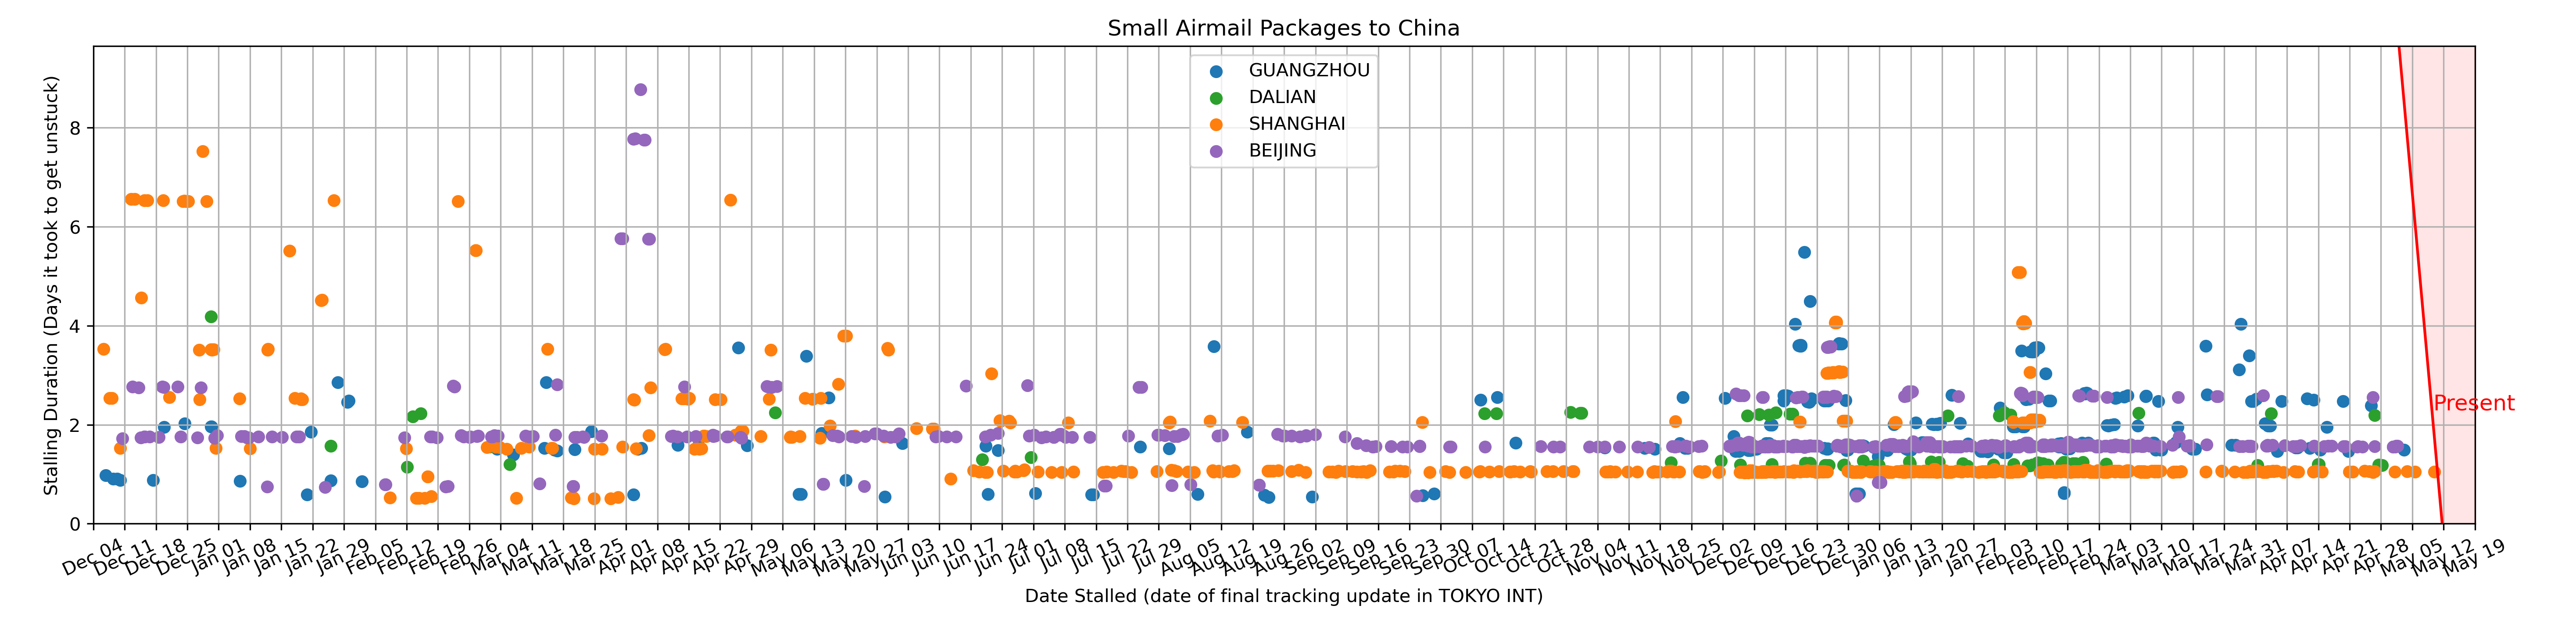 Small Airmail Packages to China
GUANGZHOU
DALIAN
SHANGHAI
BEIJING
Stalling Duration (Days it took to get unstuck)
8
6
4
2
0
Present
Dec 04 Dec 11 Dec 18 Dec 25 Jan 01 Jan 08 Jan 15 Jan 22 Jan 29 Feb 05 Feb 12 Feb 19 Feb 26 Mar 04 Mar 11 Mar 18 Mar 25 Apr 01 Apr 08 Apr 15 Apr 22 Apr 29 May 06 May 13 May 20 May 27 Jun 03 Jun 10 Jun 17 Jun 24 Jul 01 Jul 08 Jul 15 Jul 22 Jul 29 Aug 05 Aug 12 Aug 19 Aug 26 Sep 02 Sep 09 Sep 16 Sep 23 Sep 30 Oct 07 Oct 14 Oct 21 Oct 28 Nov 04 Nov 11 Nov 18 Nov 25 Dec 02 Dec 09 Dec 16 Dec 23 Dec 30 Jan 06 Jan 13 Jan 20 Jan 27 Feb 03 Feb 10 Feb 17 Feb 24 Mar 03 Mar 10 Mar 17 Mar 24 Mar 31 Apr 07 Apr 14 Apr 21 Apr 28 May 05 May 12 May 19
Date Stalled (date of final tracking update in TOKYO INT)